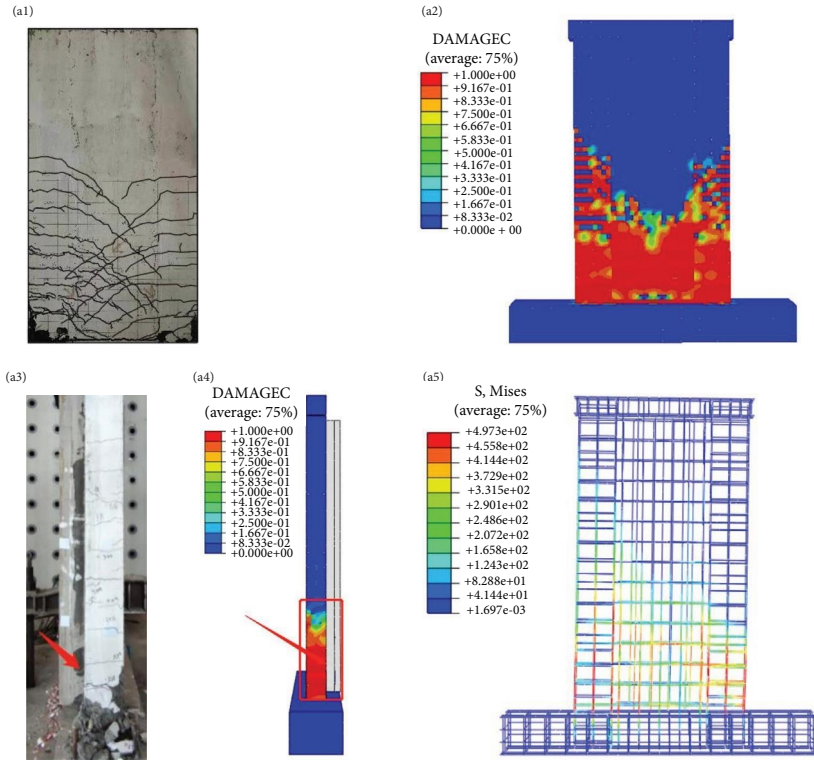 (a1)
(a2)
DAMAGEC
(average: 75%)
+1.000e+00
+9.167e-01
+8.333e-01
+7.500e-01
+6.667e-01
+5.833e-01
+5.000e-01
+4.167e-01
+3.333e-01
+2.500e-01
+1.667e-01
+8.333e-02
+0.000e + 00
(a3)
(a4)
DAMAGEC
(average: 75%)
+1.000e+00
+9.167e-01
+8.333e-01
+7.500e-01
+6.667e-01
+5.833e-01
+5.000e-01
+4.167e-01
+3.333e-01
+2.500e-01
+1.667e-01
+8.333e-02
+0.000e+00
(a5)
S, Mises
(average: 75%)
+4.973e+02
+4.558e+02
+4.144e+02
+3.729e+02
+3.315e+02
+2.901e+02
+2.486e+02
+2.072e+02
+1.658e+02
+1.243e+02
+8.288e+01
+4.144e+01
+1.697e-03